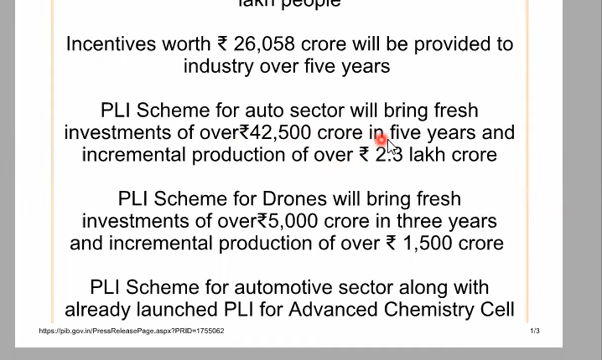 lakh people
Incentives worth ₹ 26,058 crore will be provided to
industry over five years
PLI Scheme for auto sector will bring fresh
investments of over₹42,500 crore in five years and
incremental production of over ₹ 2.3 lakh crore
PLI Scheme for Drones will bring fresh
investments of over₹5,000 crore in three years
and incremental production of over ₹ 1,500 crore
PLI Scheme for automotive sector along with
already launched PLI for Advanced Chemistry Cell
https://pib.gov.in/PressReleasePage.aspx?PRID=1755062 1/3